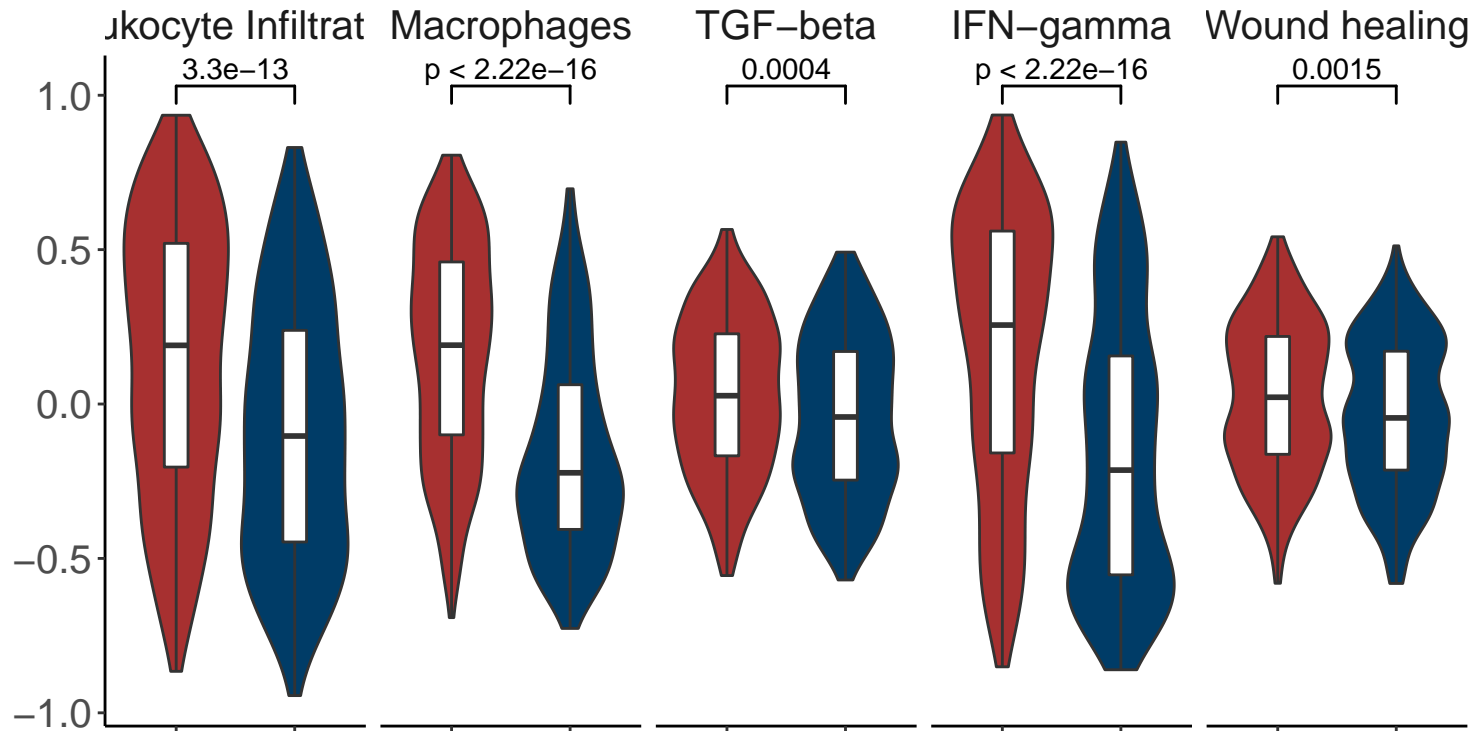 ukocyte Infiltrat Macrophages TGF−beta IFN−gamma Wound healing
3.3e−13 p < 2.22e−16 0.0004 p < 2.22e−16 0.0015
1.0
0.5
0.0
−0.5
−1.0